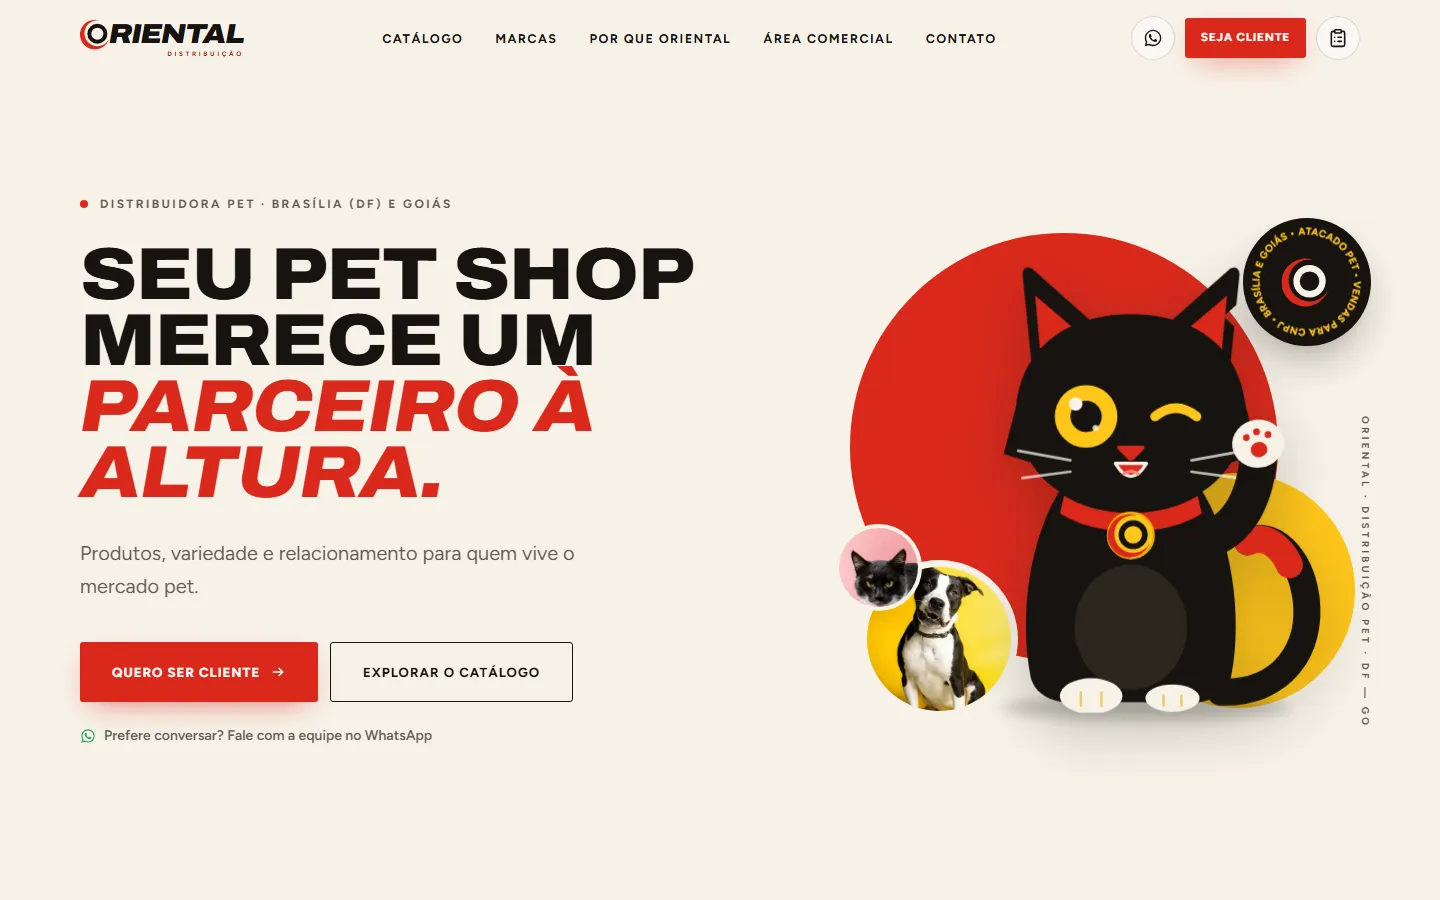 ORIENTAL
DISTRIBUIÇÃO
CATÁLOGO
MARCAS
POR QUE ORIENTAL
ÁREA COMERCIAL
CONTATO
SEJA CLIENTE
DISTRIBUIDORA PET · BRASÍLIA (DF) E GOIÁS
SEU PET SHOP
MERECE UM
PARCEIRO À
ALTURA.
Produtos, variedade e relacionamento para quem vive o
mercado pet.
QUERO SER CLIENTE →
EXPLORAR O CATÁLOGO
Prefere conversar? Fale com a equipe no WhatsApp
ATACADO PET • VENDAS PARA CNPJ • BRASÍLIA E GOIÁS •
ORIENTAL · DISTRIBUIÇÃO PET · DF — GO